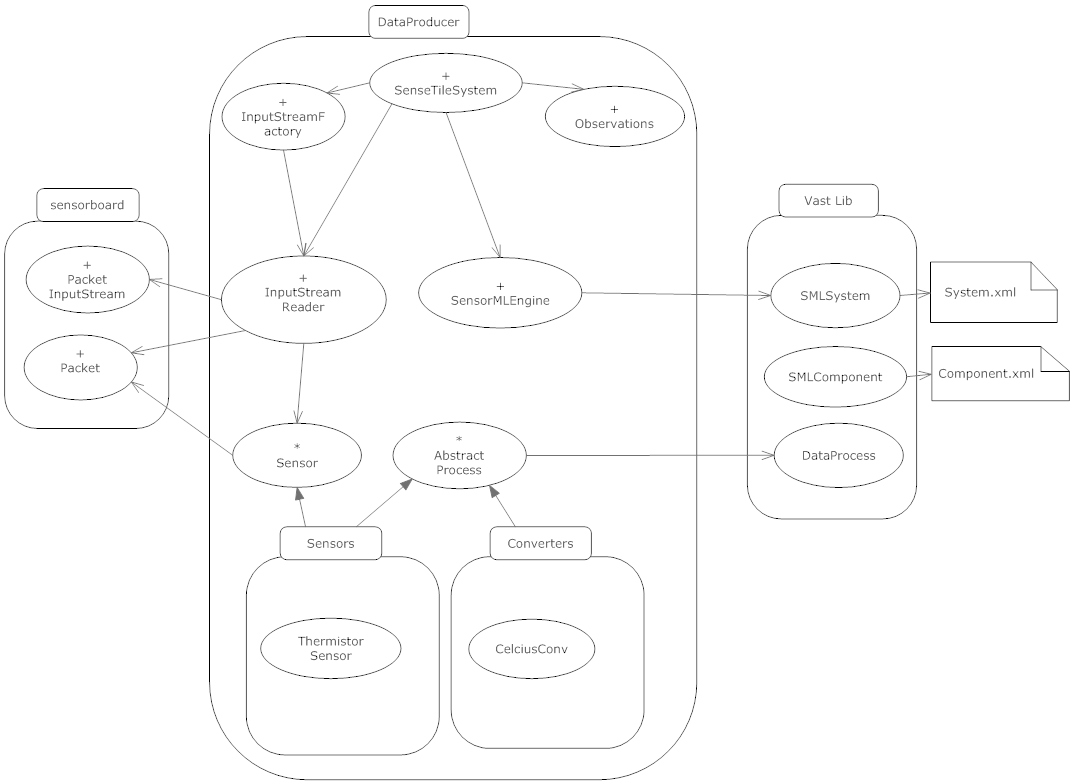 DataProducer
+
SenseTileSystem
+
InputStreamF
actory
+
Observations
sensorboard
+
Packet
InputStream
+
Packet
+
InputStream
Reader
+
SensorMLEngine
Vast Lib
SMLSystem
System.xml
SMLComponent
Component.xml
DataProcess
*
Sensor
*
Abstract
Process
Sensors
Converters
Thermistor
Sensor
CelciusConv